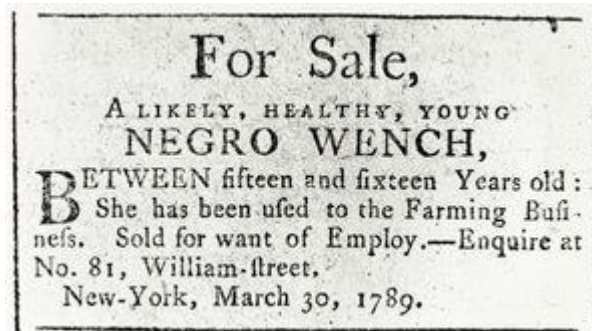 For Sale,
A LIKELY, HEALTHY, YOUNG
NEGRO WENCH,
BETWEEN fifteen and ſixteen Years old :
She has been uſed to the Farming Buſi-
neſs. Sold for want of Employ.—Enquire at
No. 81, William-ſtreet.
New-York, March 30, 1789.